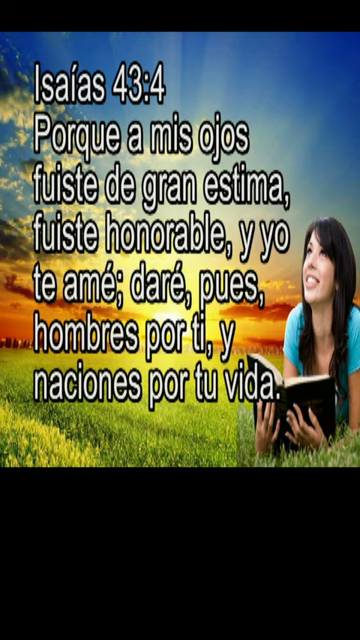 Isaías 43:4
Porque a mis ojos
fuiste de gran estima,
fuiste honorable, y yo
te amé; daré, pues,
hombres por ti, y
naciones por tu vida.